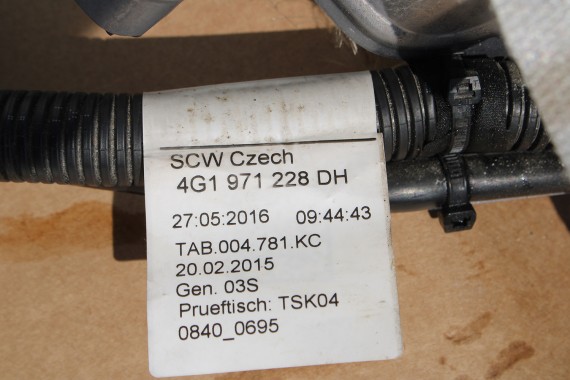 SCW Czech
4G1 971 228 DH
27:05:2016 09:44:43
TAB.004.781.KC
20.02.2015
Gen. 03S
Prueftisch: TSK04
0840_0695